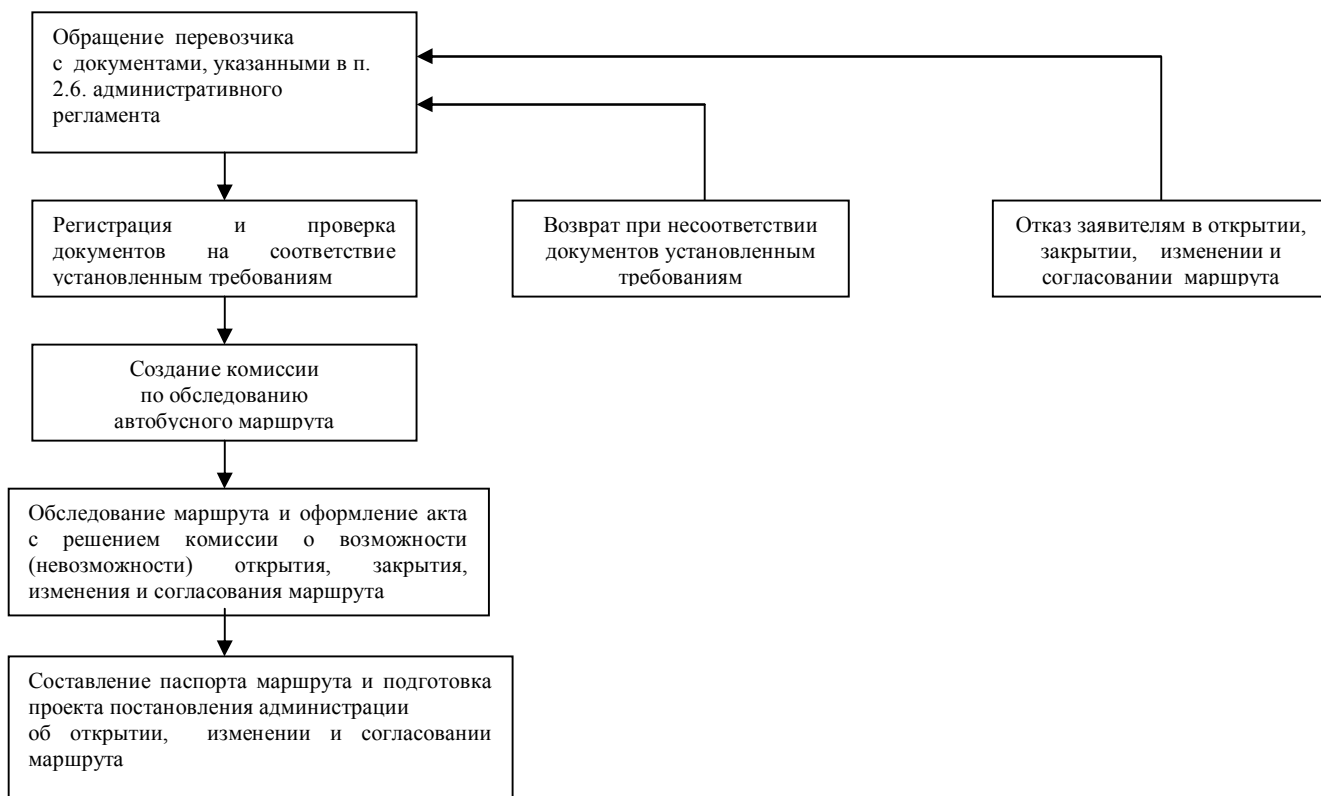 Обращение перевозчика
с документами, указанными в п.
2.6. административного
регламента
Регистрация и проверка
документов на соответствие
установленным требованиям
Возврат при несоответствии
документов установленным
требованиям
Отказ заявителям в открытии,
закрытии, изменении и
согласовании маршрута
Создание комиссии
по обследованию
автобусного маршрута
Обследование маршрута и оформление акта
с решением комиссии о возможности
(невозможности) открытия, закрытия,
изменения и согласования маршрута
Составление паспорта маршрута и подготовка
проекта постановления администрации
об открытии, изменении и согласовании
маршрута